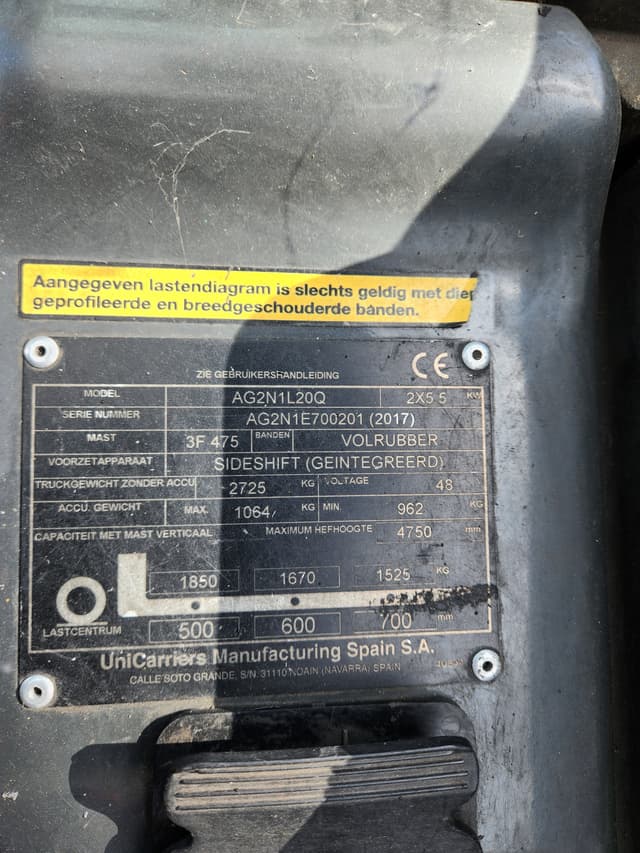 Aangegeven lastendiagram is slechts geldig met diep
geprofileerde en breedgeschouderde banden.
ZIE GEBRUIKERSHANDLEIDING CE
MODEL AG2N1L20Q 2X5 5 KW
SERIE NUMMER AG2N1E700201 (2017)
MAST 3F 475 BANDEN VOLRUBBER
VOORZETAPPARAAT SIDESHIFT (GEINTEGREERD)
TRUCKGEWICHT ZONDER ACCU 2725 KG VOLTAGE 48
ACCU. GEWICHT MAX. 1064 KG MIN. 962 KG
CAPACITEIT MET MAST VERTICAAL MAXIMUM HEFHOOGTE 4750 mm
1850 1670 1525 KG
LASTCENTRUM 500 600 700 mm
UniCarriers Manufacturing Spain S.A.
CALLE SOTO GRANDE, S/N. 31110 NOAIN (NAVARRA) SPAIN